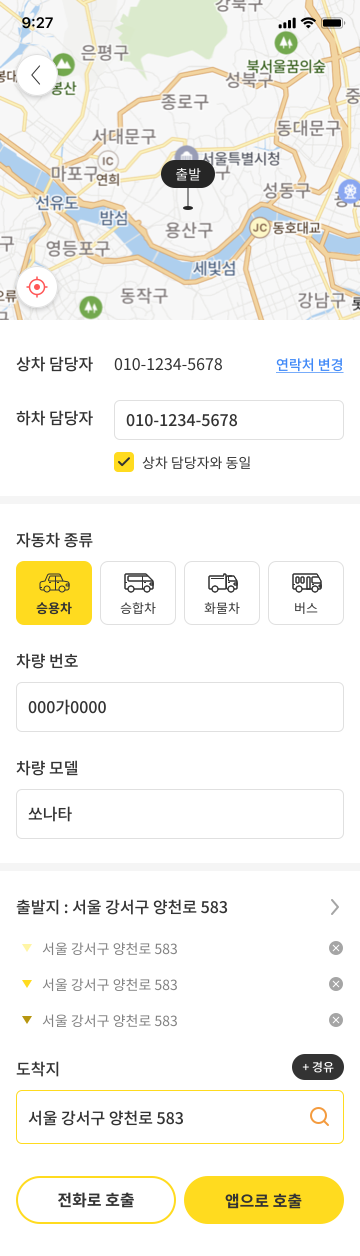 9:27
강북구
은평구
북서울꿈의숲
봉산
성북구
종로구
서대문구
동대문구
IC
서울특별시청
마포구
연희
출발
성동구
선유도
밤섬
용산구
JC 동호대교
영등포구
세빛섬
동작구
강남구
상차 담당자
010-1234-5678
연락처 변경
하차 담당자
010-1234-5678
상차 담당자와 동일
자동차 종류
승용차
승합차
화물차
버스
차량 번호
000가0000
차량 모델
쏘나타
출발지 : 서울 강서구 양천로 583
서울 강서구 양천로 583
서울 강서구 양천로 583
서울 강서구 양천로 583
도착지
+ 경유
서울 강서구 양천로 583
전화로 호출
앱으로 호출